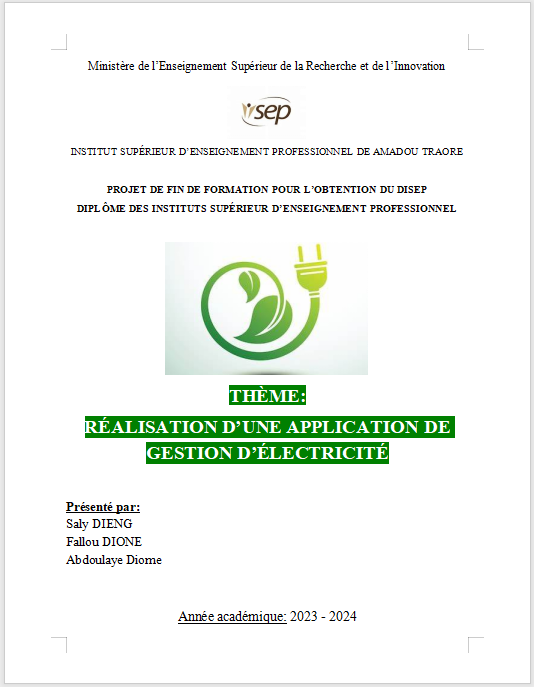 Ministère de l’Enseignement Supérieur de la Recherche et de l’Innovation
ısep
INSTITUT SUPÉRIEUR D’ENSEIGNEMENT PROFESSIONNEL DE AMADOU TRAORE
PROJET DE FIN DE FORMATION POUR L’OBTENTION DU DISEP
DIPLÔME DES INSTITUTS SUPÉRIEUR D’ENSEIGNEMENT PROFESSIONNEL
THÈME:
RÉALISATION D’UNE APPLICATION DE
GESTION D’ÉLECTRICITÉ
Présenté par:
Saly DIENG
Fallou DIONE
Abdoulaye Diome
Année académique: 2023 - 2024